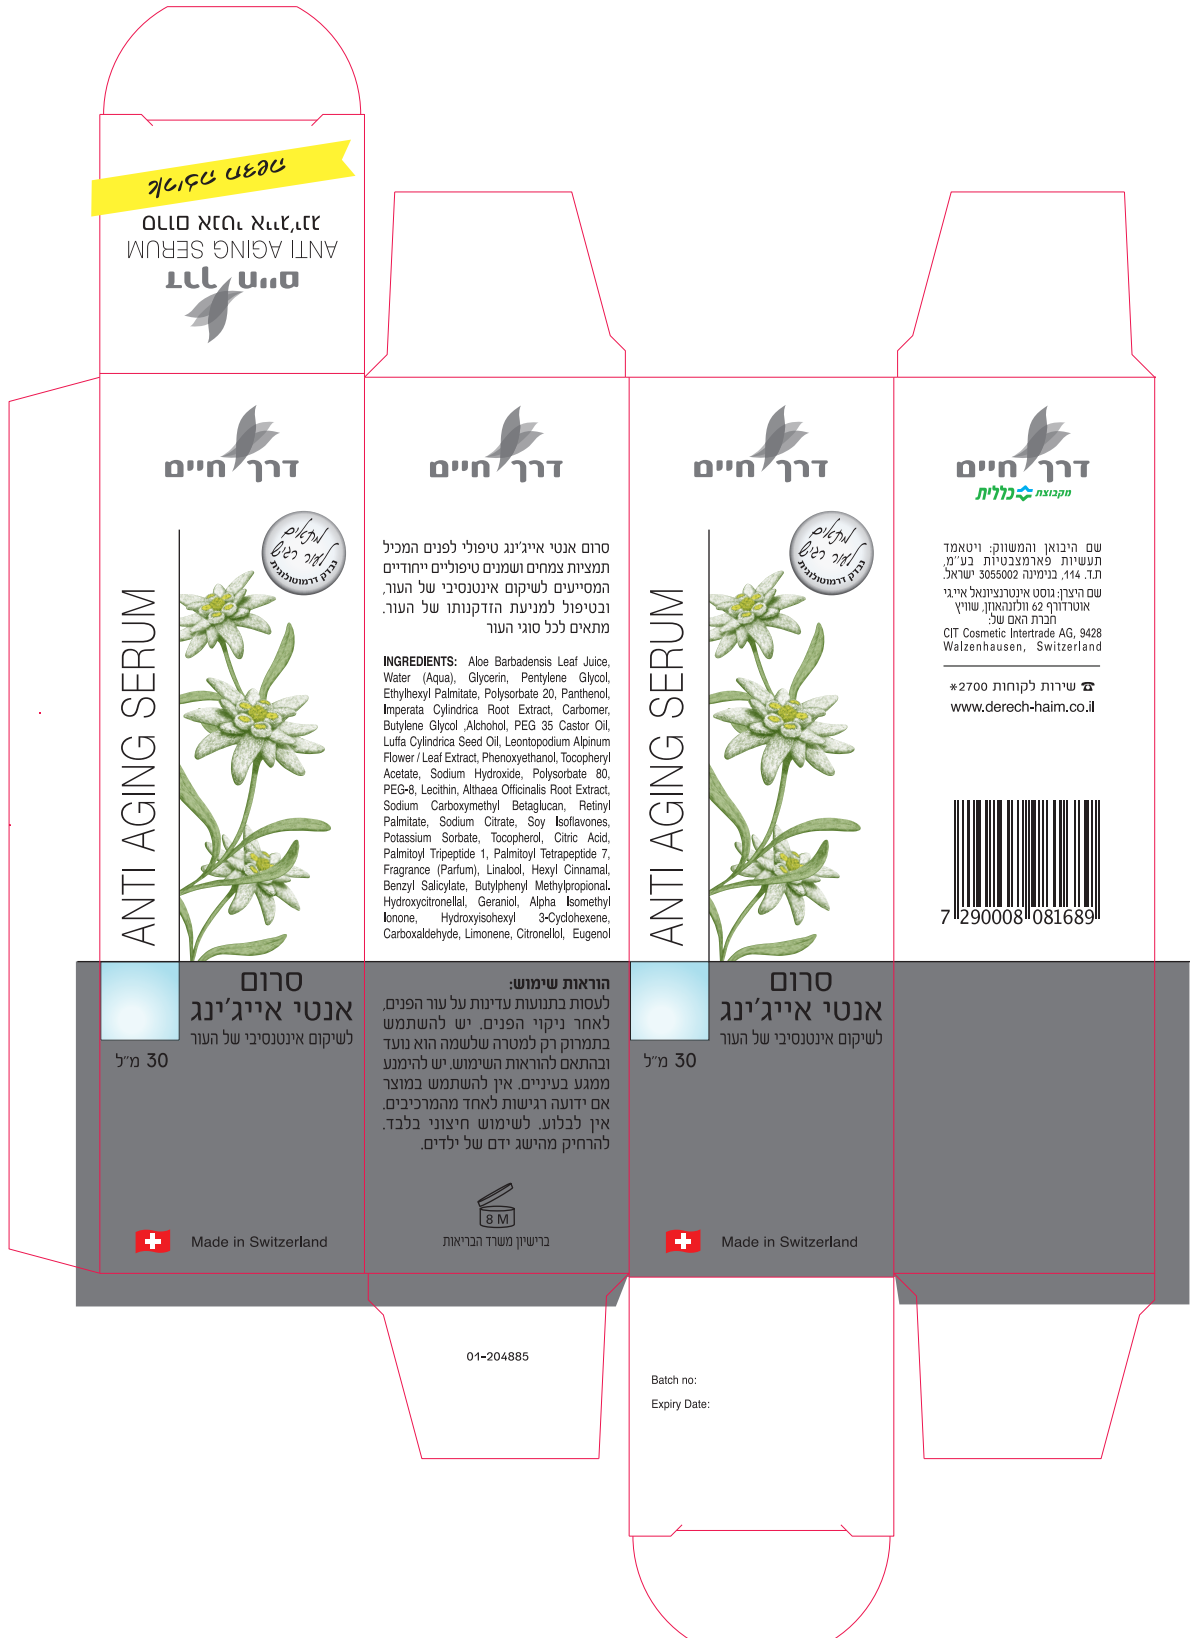 אריזה חדשה
סרום אנטי אייג'ינג
ANTI AGING SERUM
דרך חיים
דרך חיים
מתאים
לעור רגיש
נבדק דרמטולוגית
ANTI AGING SERUM
סרום
אנטי אייג'ינג
לשיקום אינטנסיבי של העור
30 מ"ל
Made in Switzerland
דרך חיים
סרום אנטי אייג'ינג טיפולי לפנים המכיל
תמציות צמחים ושמנים טיפוליים ייחודיים
המסייעים לשיקום אינטנסיבי של העור,
ובטיפול למניעת הזדקנותו של העור.
מתאים לכל סוגי העור
INGREDIENTS: Aloe Barbadensis Leaf Juice,
Water (Aqua), Glycerin, Pentylene Glycol,
Ethylhexyl Palmitate, Polysorbate 20, Panthenol,
Imperata Cylindrica Root Extract, Carbomer,
Butylene Glycol ,Alchohol, PEG 35 Castor Oil,
Luffa Cylindrica Seed Oil, Leontopodium Alpinum
Flower / Leaf Extract, Phenoxyethanol, Tocopheryl
Acetate, Sodium Hydroxide, Polysorbate 80,
PEG-8, Lecithin, Althaea Officinalis Root Extract,
Sodium Carboxymethyl Betaglucan, Retinyl
Palmitate, Sodium Citrate, Soy Isoflavones,
Potassium Sorbate, Tocopherol, Citric Acid,
Palmitoyl Tripeptide 1, Palmitoyl Tetrapeptide 7,
Fragrance (Parfum), Linalool, Hexyl Cinnamal,
Benzyl Salicylate, Butylphenyl Methylpropional.
Hydroxycitronellal, Geraniol, Alpha Isomethyl
Ionone, Hydroxyisohexyl 3-Cyclohexene,
Carboxaldehyde, Limonene, Citronellol, Eugenol
הוראות שימוש:
לעסות בתנועות עדינות על עור הפנים,
לאחר ניקוי הפנים. יש להשתמש
בתמרוק רק למטרה שלשמה הוא נועד
ובהתאם להוראות השימוש. יש להימנע
ממגע בעיניים. אין להשתמש במוצר
אם ידועה רגישות לאחד מהמרכיבים.
אין לבלוע. לשימוש חיצוני בלבד.
להרחיק מהישג ידם של ילדים.
8 M
ברישיון משרד הבריאות
01-204885
דרך חיים
מתאים
לעור רגיש
נבדק דרמטולוגית
ANTI AGING SERUM
סרום
אנטי אייג'ינג
לשיקום אינטנסיבי של העור
30 מ"ל
Made in Switzerland
Batch no:
Expiry Date:
דרך חיים
מקבוצת כללית
שם היבואן והמשווק: ויטאמד
תעשיות פארמצבטיות בע"מ,
ת.ד. 114, בנימינה 3055002 ישראל.
שם היצרן: גוסט אינטרנציונאל אייג'י
אוטרדורף 62 וולזנהאוזן, שוויץ
חברת האם של:
CIT Cosmetic Intertrade AG, 9428
Walzenhausen, Switzerland
☎ שירות לקוחות 2700*
www.derech-haim.co.il
7 290008 081689